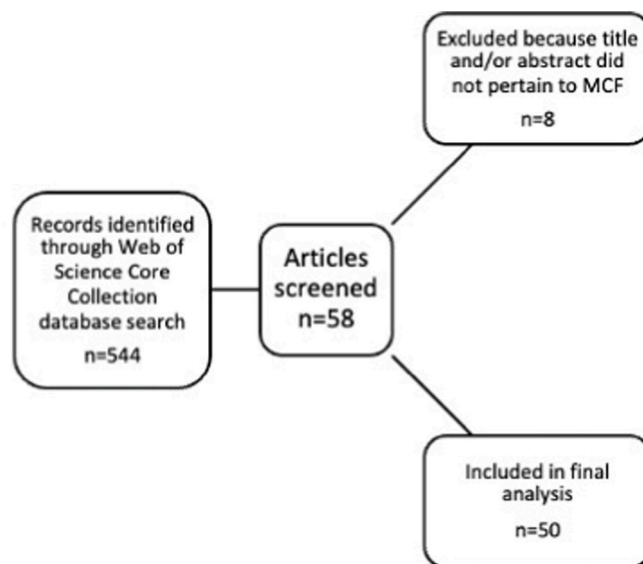 Excluded because title
and/or abstract did
not pertain to MCF
n=8
Records identified
through Web of
Science Core
Collection
database search
n=544
Articles
screened
n=58
Included in final
analysis
n=50